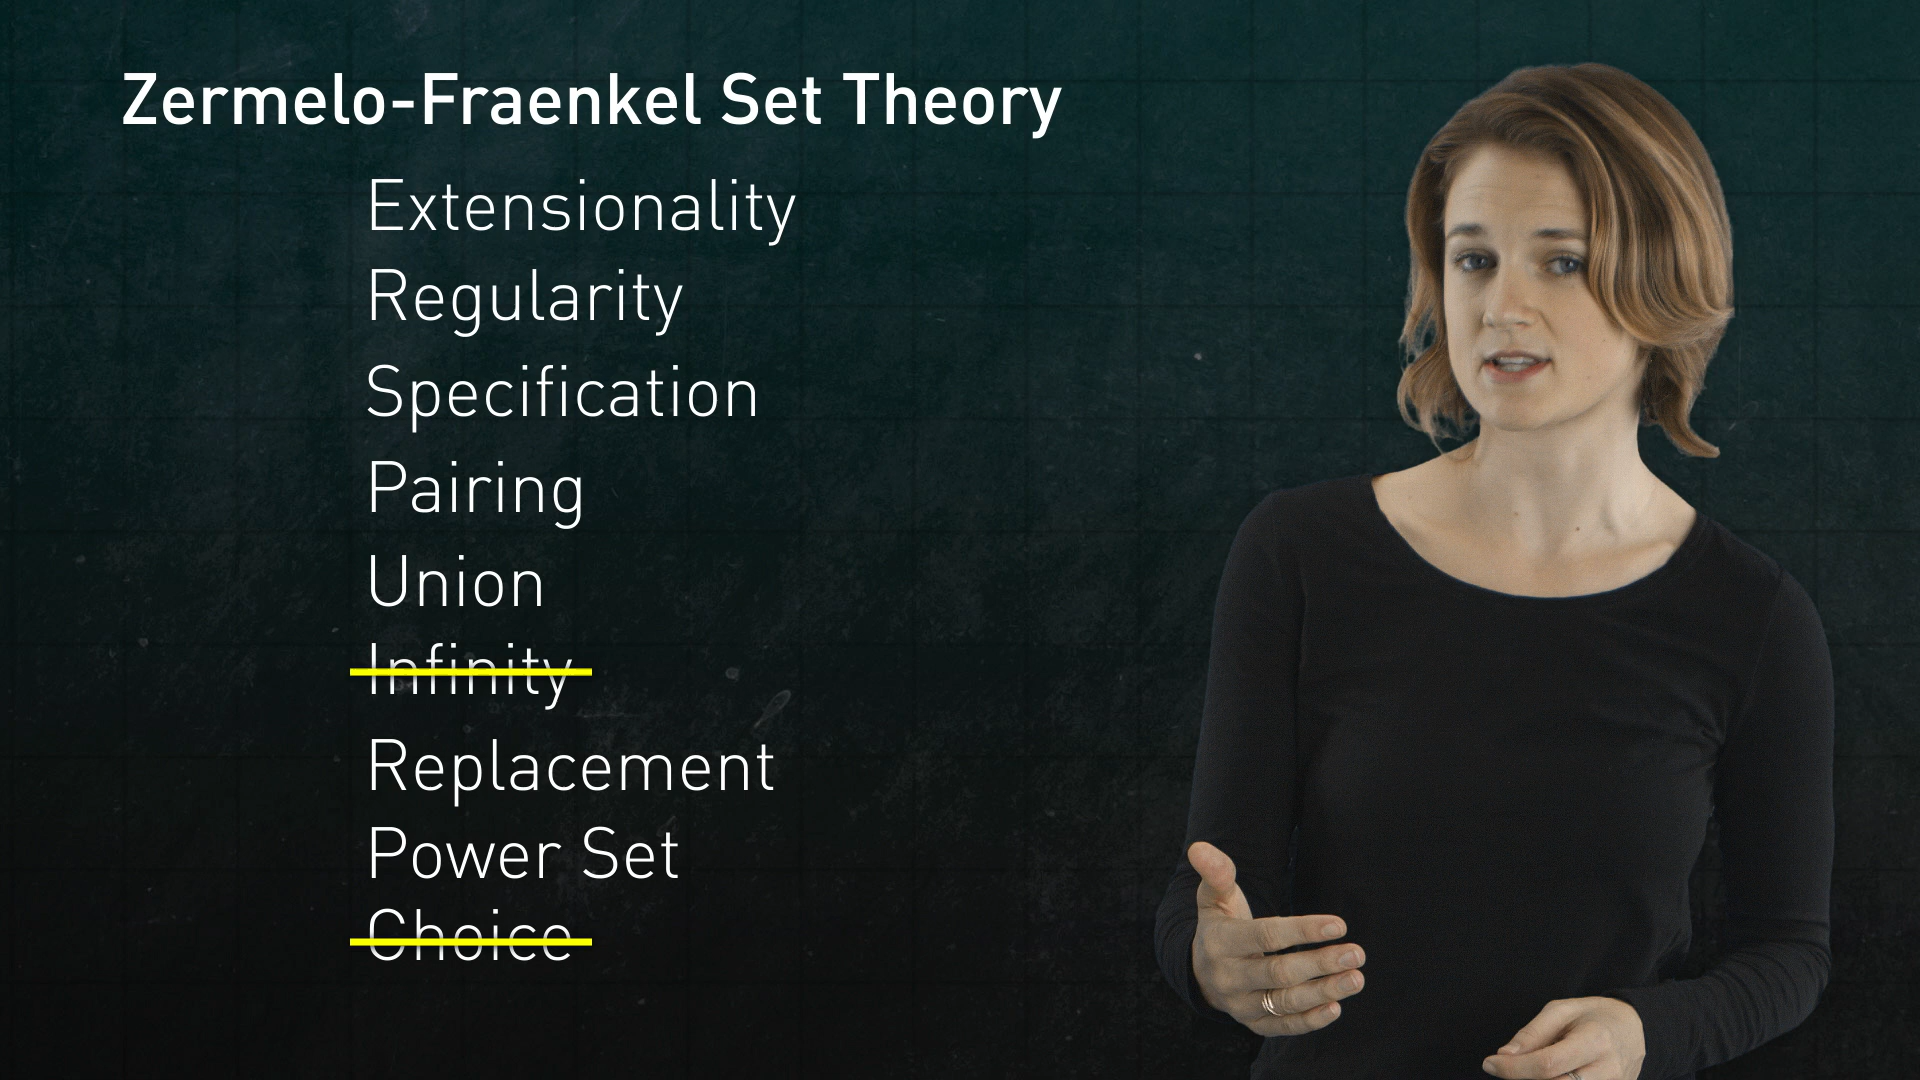 Zermelo-Fraenkel Set Theory
Extensionality
Regularity
Specification
Pairing
Union
Infinity
Replacement
Power Set
Choice